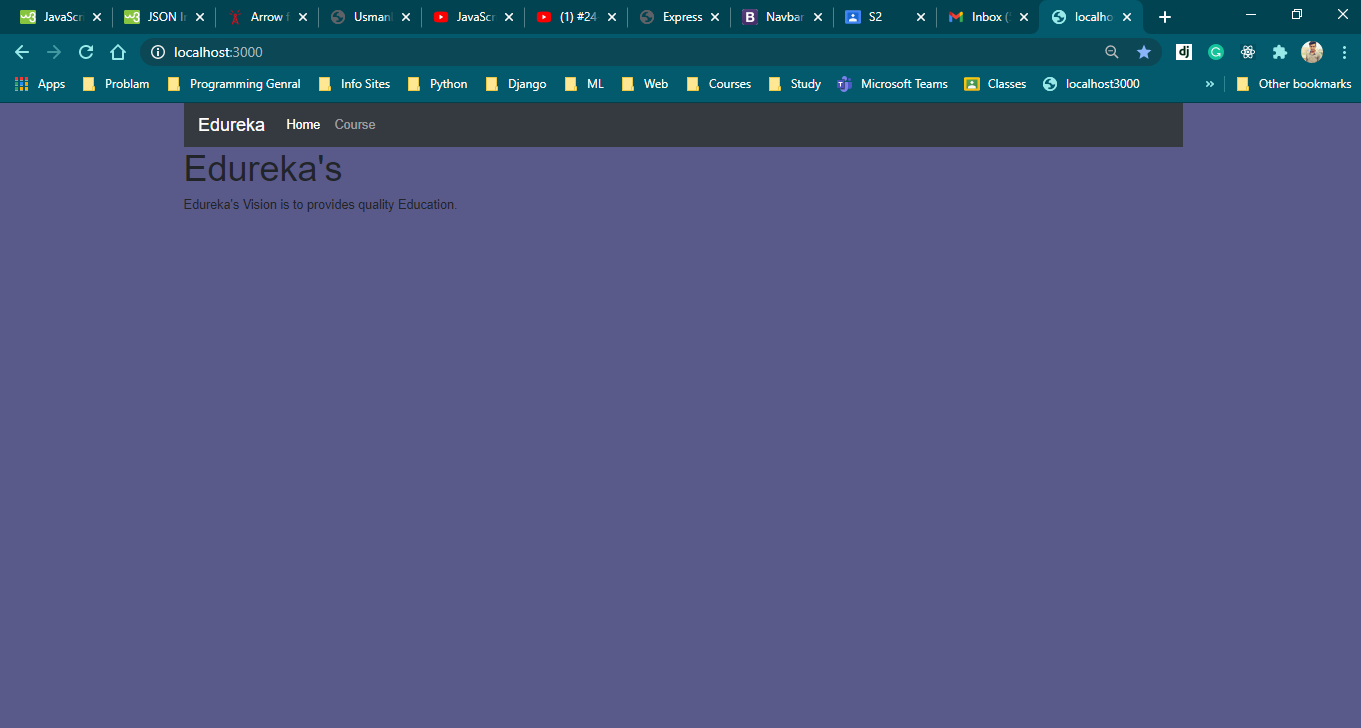 JavaScr JSON In Arrow f Usman JavaScr (1) #24 Express Navbar S2 Inbox ( localho
localhost:3000
Apps Problam Programming Genral Info Sites Python Django ML Web Courses Study Microsoft Teams Classes localhost3000 » Other bookmarks
Edureka Home Course
Edureka's
Edureka's Vision is to provides quality Education.